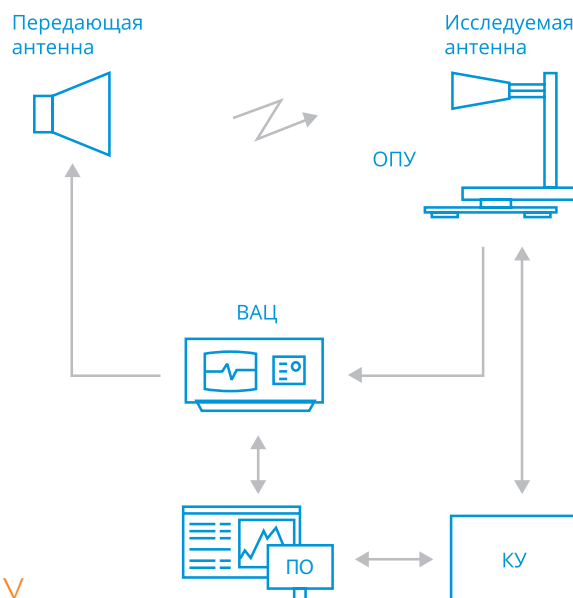 Передающая
антенна
Исследуемая
антенна
ОПУ
ВАЦ
ПО
КУ